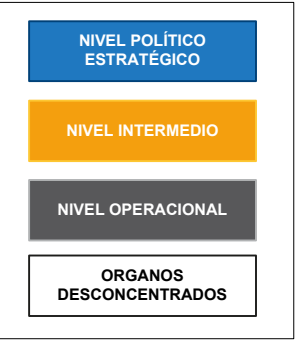 NIVEL POLÍTICO
ESTRATÉGICO
NIVEL INTERMEDIO
NIVEL OPERACIONAL
ORGANOS
DESCONCENTRADOS